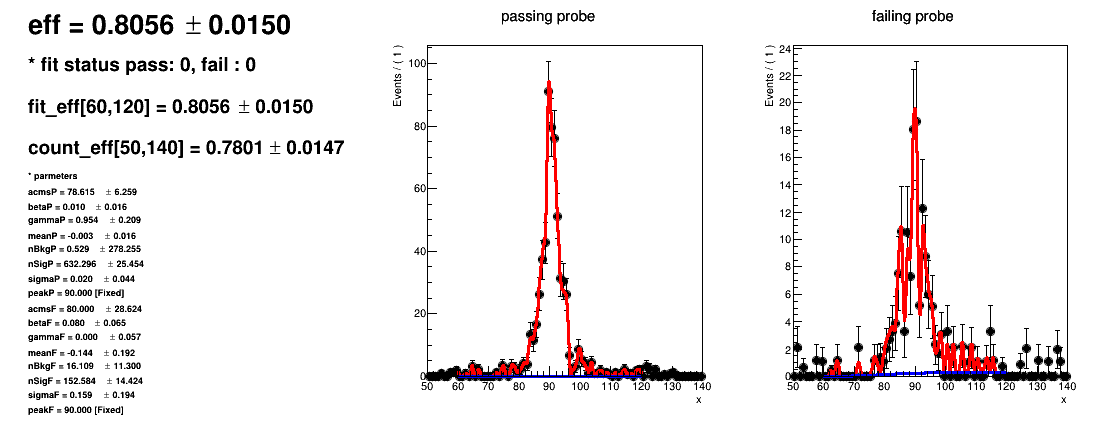 eff = 0.8056 ± 0.0150
* fit status pass: 0, fail : 0
fit_eff[60,120] = 0.8056 ± 0.0150
count_eff[50,140] = 0.7801 ± 0.0147
* parmeters
acmsP = 78.615 ± 6.259
betaP = 0.010 ± 0.016
gammaP = 0.954 ± 0.209
meanP = -0.003 ± 0.016
nBkgP = 0.529 ± 278.255
nSigP = 632.296 ± 25.454
sigmaP = 0.020 ± 0.044
peakP = 90.000 [Fixed]
acmsF = 80.000 ± 28.624
betaF = 0.080 ± 0.065
gammaF = 0.000 ± 0.057
meanF = -0.144 ± 0.192
nBkgF = 16.109 ± 11.300
nSigF = 152.584 ± 14.424
sigmaF = 0.159 ± 0.194
peakF = 90.000 [Fixed]
passing probe
Events / ( 1 )
100
80
60
40
20
0
50 60 70 80 90 100 110 120 130 140
x
failing probe
Events / ( 1 )
24
22
20
18
16
14
12
10
8
6
4
2
0
50 60 70 80 90 100 110 120 130 140
x